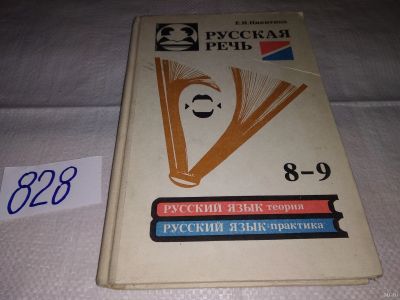 Е.И. Никитина
РУССКАЯ
РЕЧЬ
828
8-9
РУССКИЙ ЯЗЫК·теория
РУССКИЙ ЯЗЫК·практика